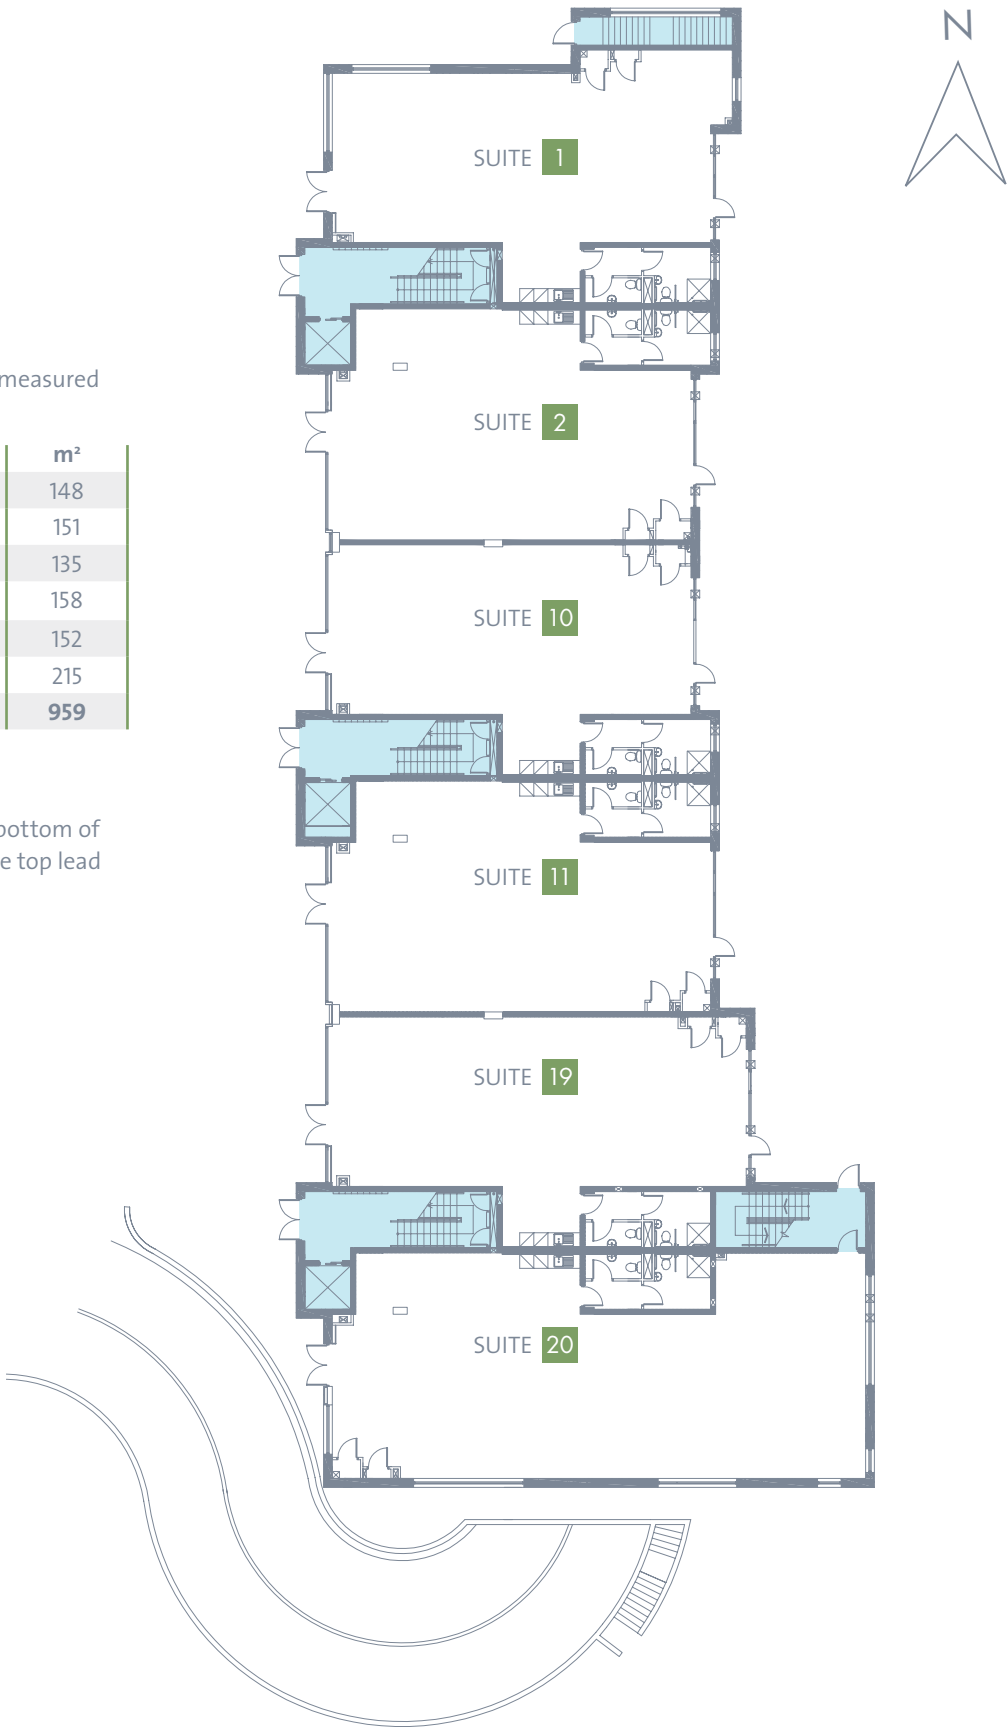 N
SUITE 1
measured
SUITE 2
m²
148
151
135
158
SUITE 10
152
215
959
bottom of
e top lead
SUITE 11
SUITE 19
SUITE 20